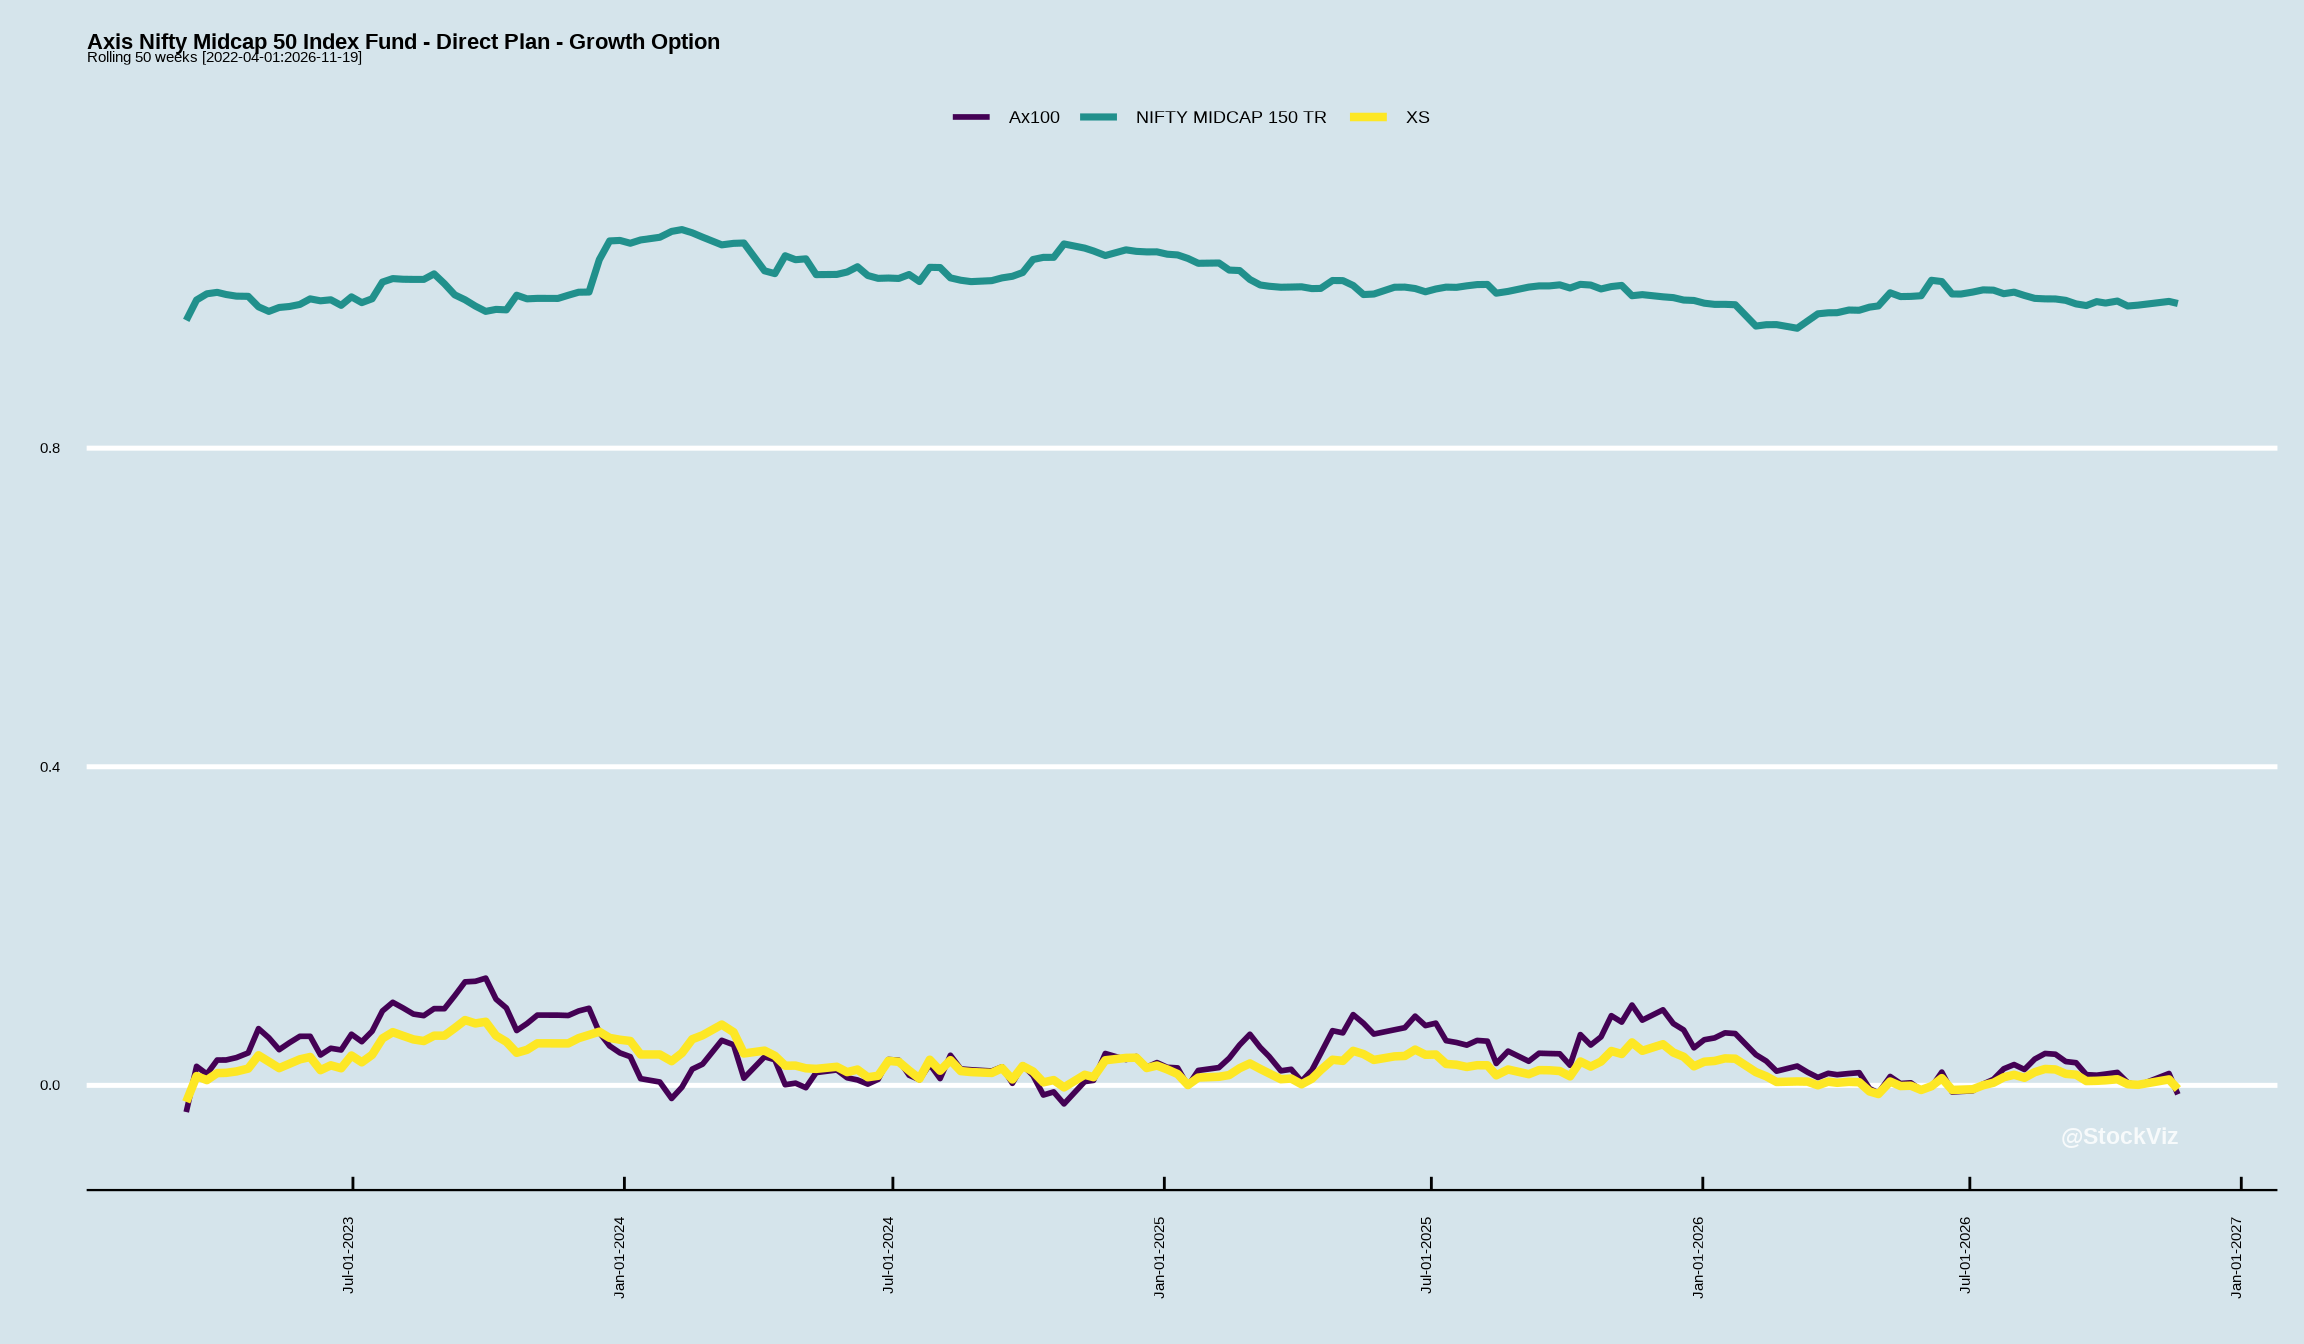 Axis Nifty Midcap 50 Index Fund - Direct Plan - Growth Option
Rolling 50 weeks [2022-04-01:2026-11-19]
Ax100 NIFTY MIDCAP 150 TR XS
0.8
0.4
0.0
@StockViz
Jul-01-2023 Jan-01-2024 Jul-01-2024 Jan-01-2025 Jul-01-2025 Jan-01-2026 Jul-01-2026 Jan-01-2027